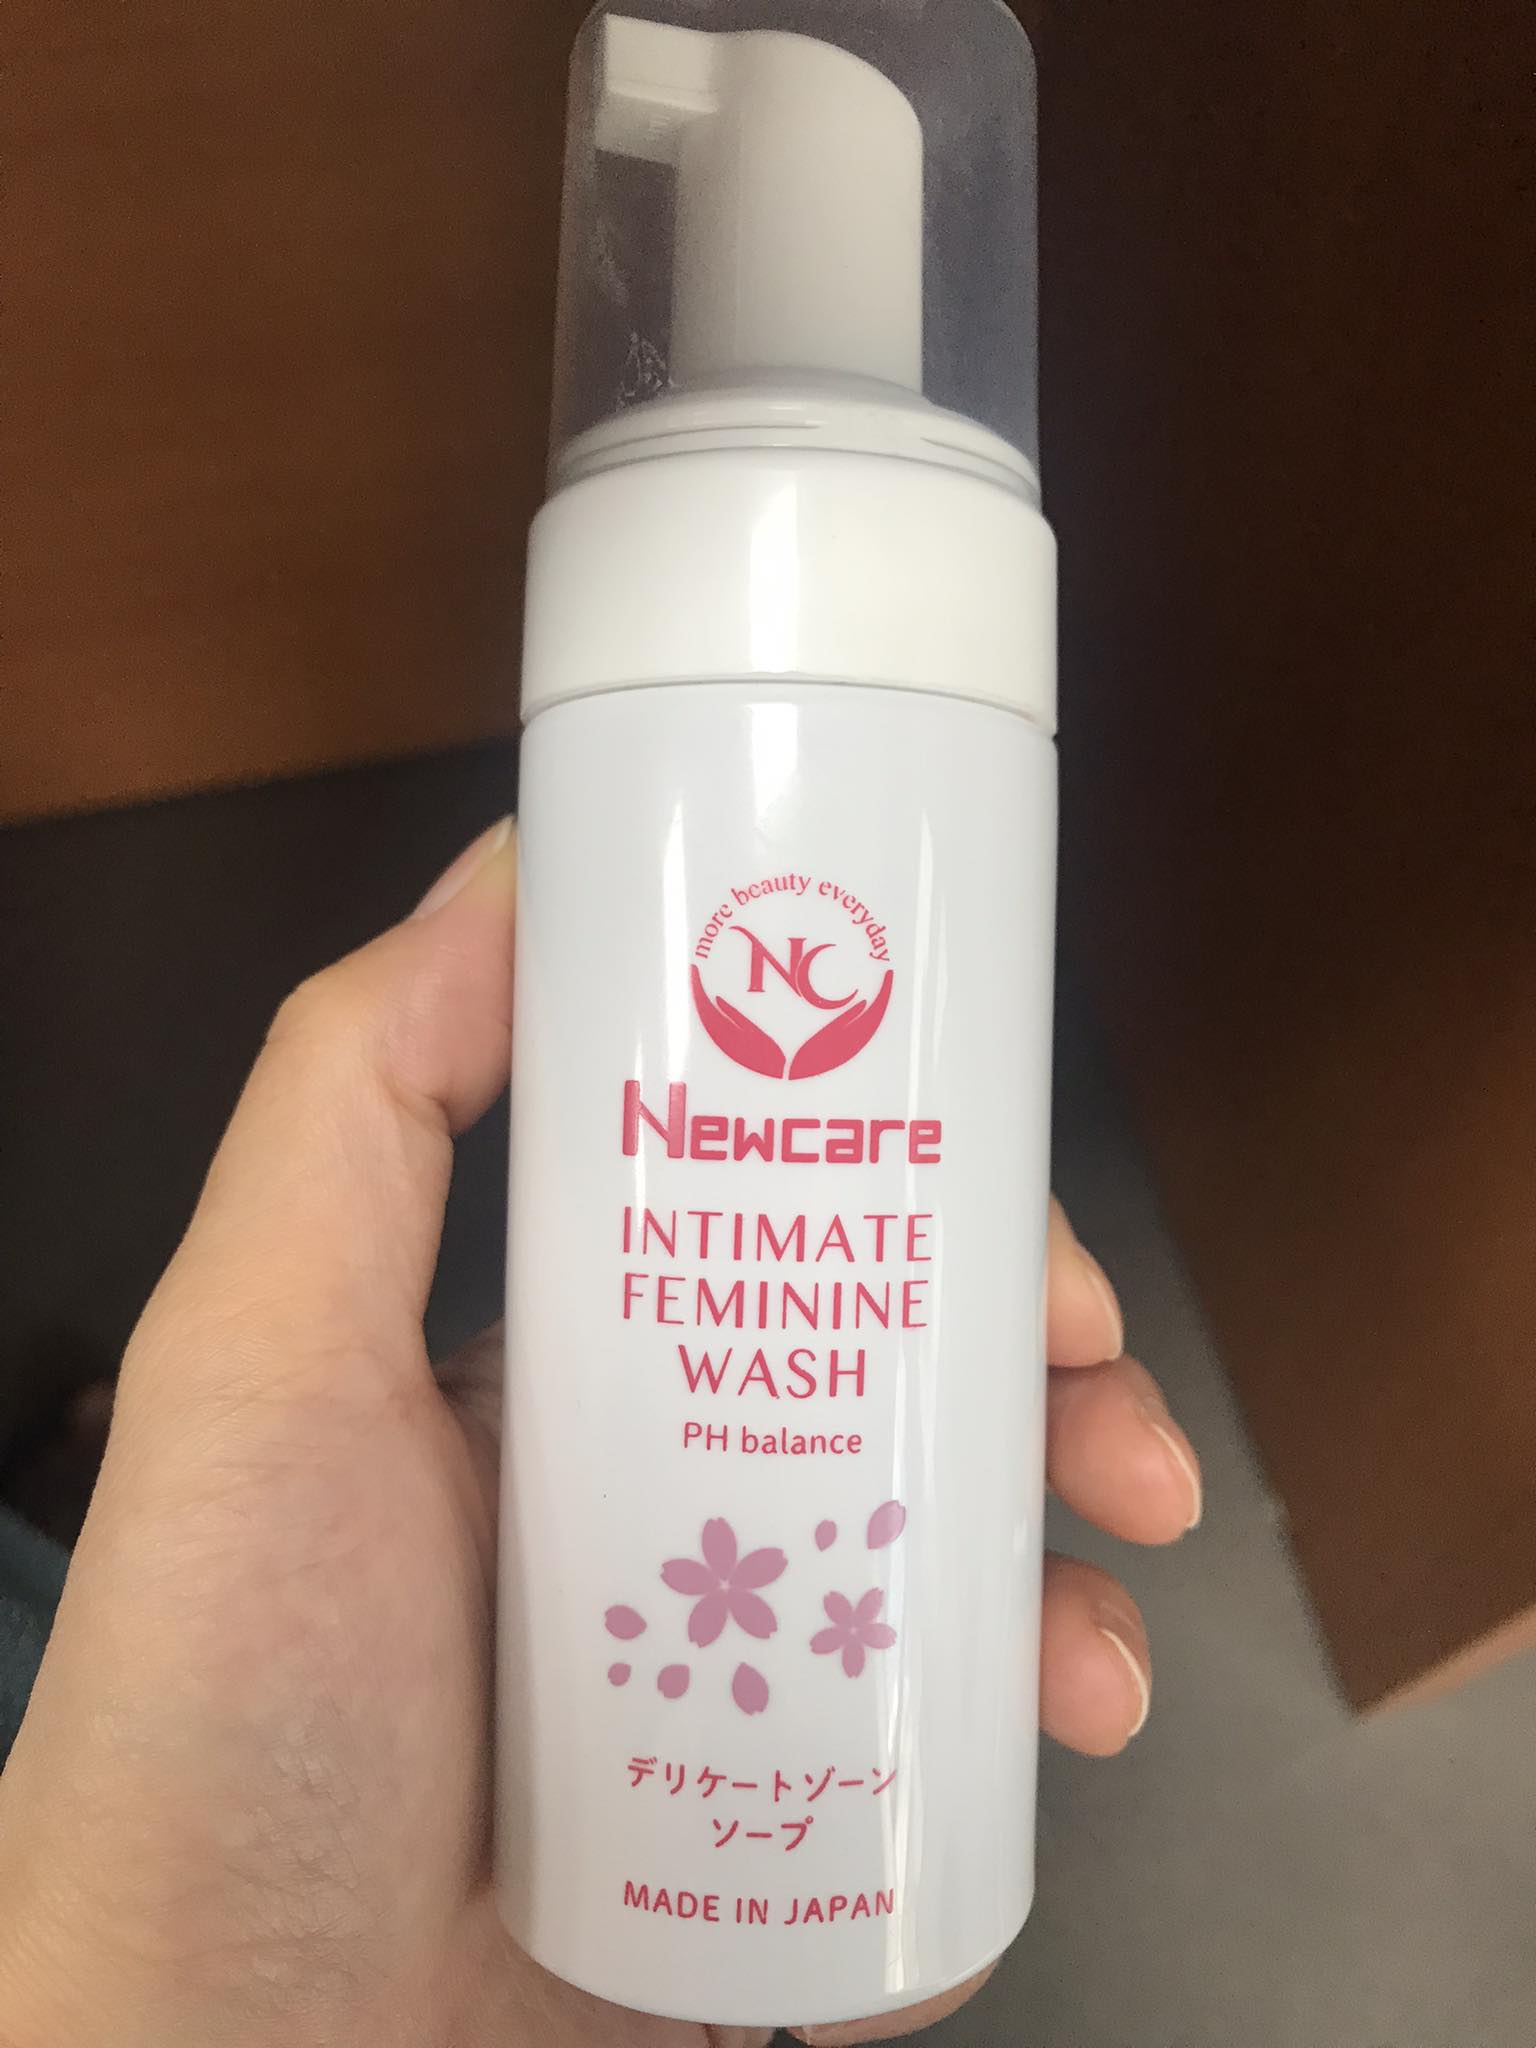 more beauty everyday
NC
Newcare
INTIMATE
FEMININE
WASH
PH balance
デリケートゾーン
ソープ
MADE IN JAPAN